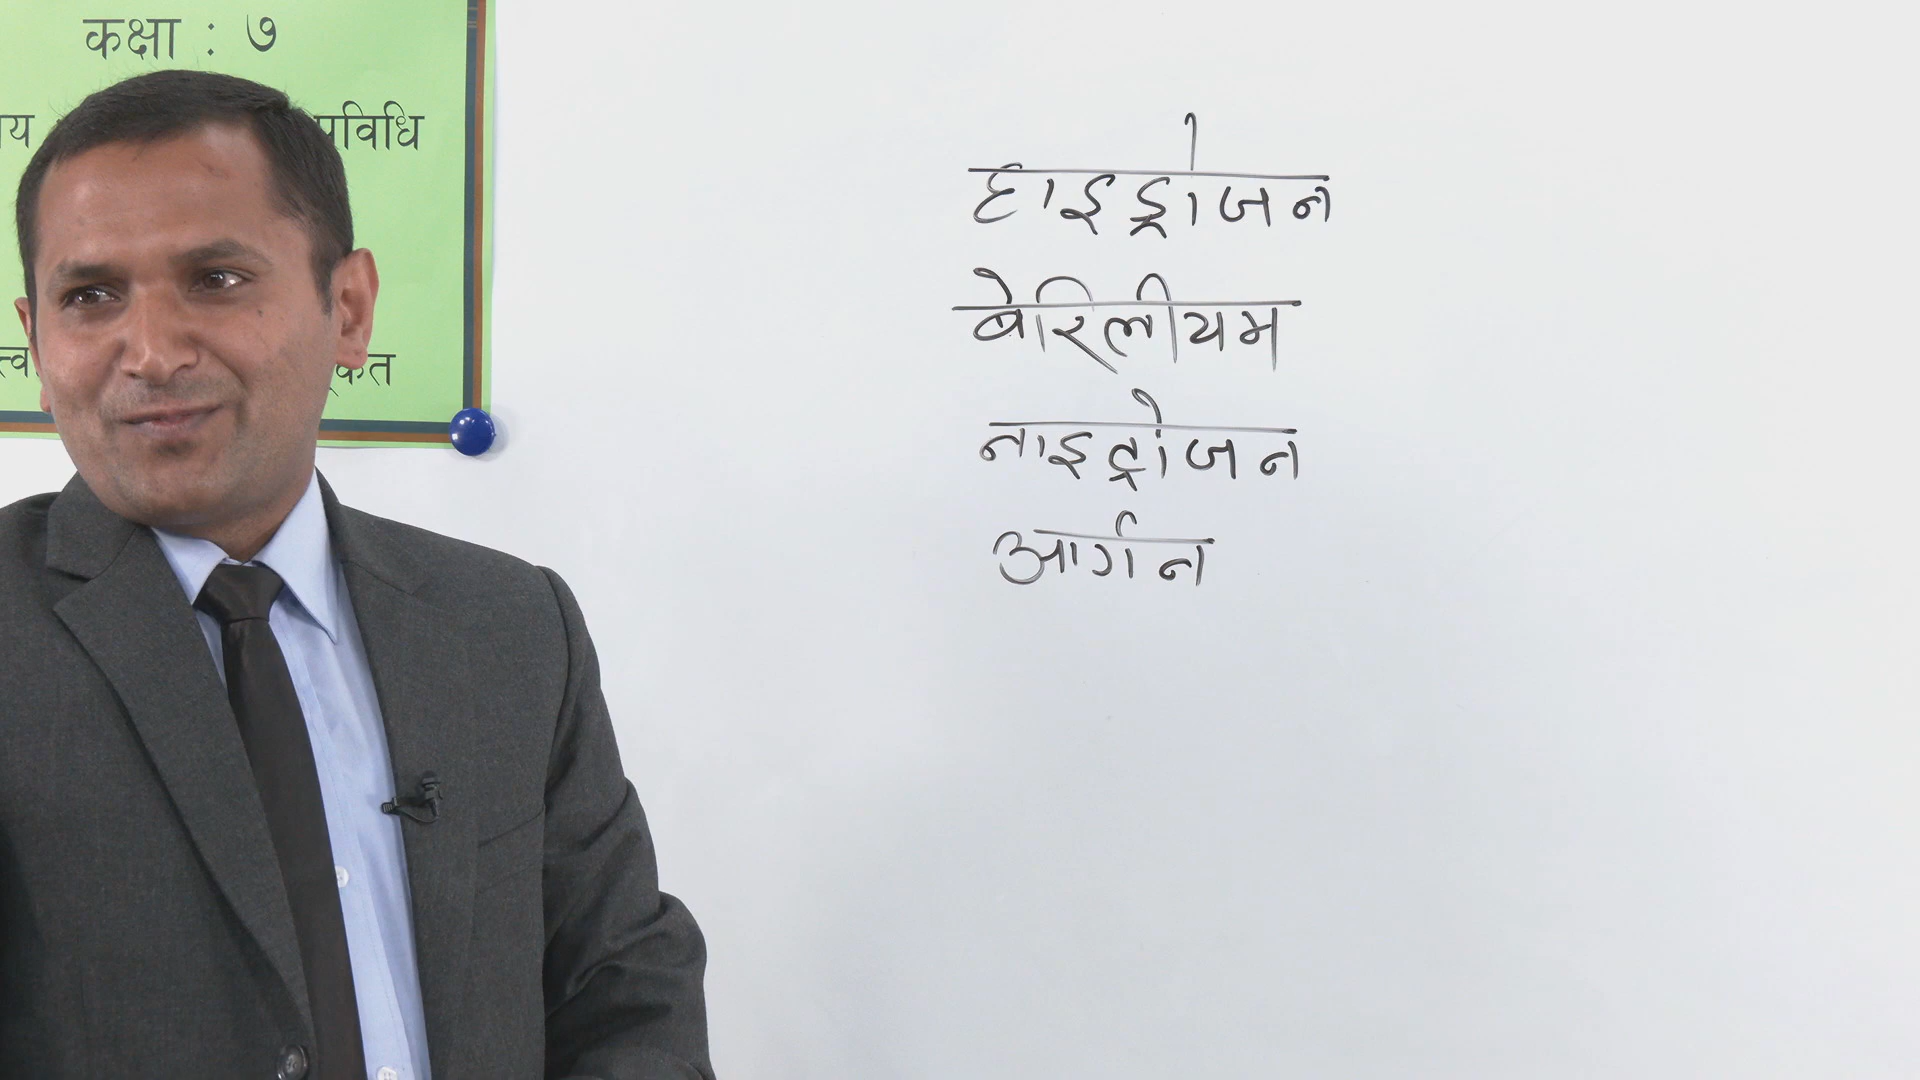 कक्षा : ७
हाइड्रोजन
बेरिलीयम
नाइट्रोजन
आर्गन